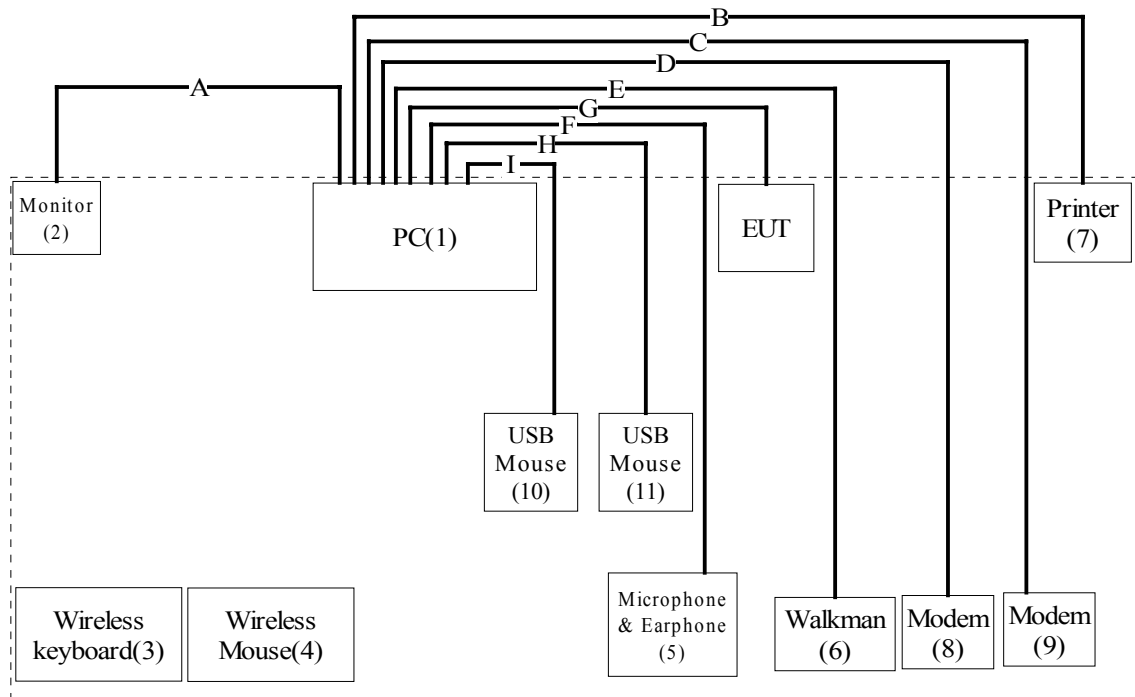 B
C
D
A
E
G
F
H
I
Monitor
(2)
PC(1)
EUT
Printer
(7)
USB
Mouse
(10)
USB
Mouse
(11)
Wireless
keyboard(3)
Wireless
Mouse(4)
Microphone
& Earphone
(5)
Walkman
(6)
Modem
(8)
Modem
(9)